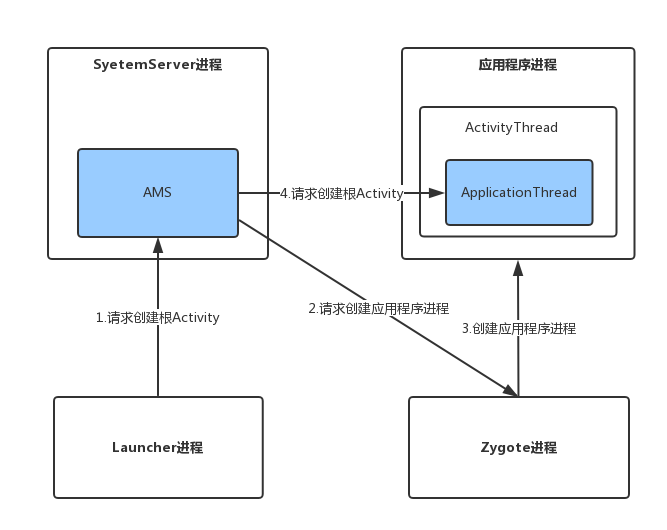 SyetemServer进程
应用程序进程
ActivityThread
AMS
4.请求创建根Activity
ApplicationThread
2.请求创建应用程序进程
1.请求创建根Activity
3.创建应用程序进程
Launcher进程
Zygote进程